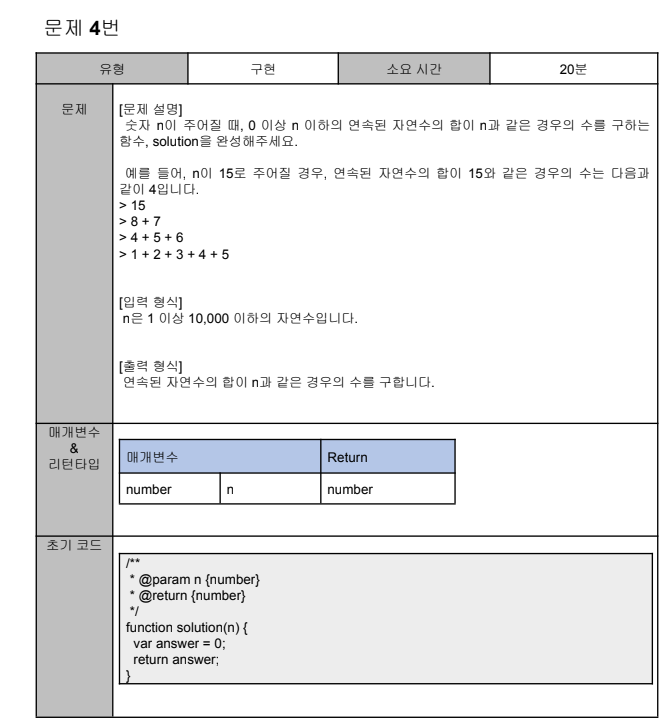 문제 4번
유형 구현 소요 시간 20분
문제
[문제 설명]
숫자 n이 주어질 때, 0 이상 n 이하의 연속된 자연수의 합이 n과 같은 경우의 수를 구하는
함수, solution을 완성해주세요.
예를 들어, n이 15로 주어질 경우, 연속된 자연수의 합이 15와 같은 경우의 수는 다음과
같이 4입니다.
> 15
> 8 + 7
> 4 + 5 + 6
> 1 + 2 + 3 + 4 + 5
[입력 형식]
n은 1 이상 10,000 이하의 자연수입니다.
[출력 형식]
연속된 자연수의 합이 n과 같은 경우의 수를 구합니다.
매개변수
&
리턴타입
매개변수 Return
number n number
초기 코드
/**
* @param n {number}
* @return {number}
*/
function solution(n) {
var answer = 0;
return answer;
}